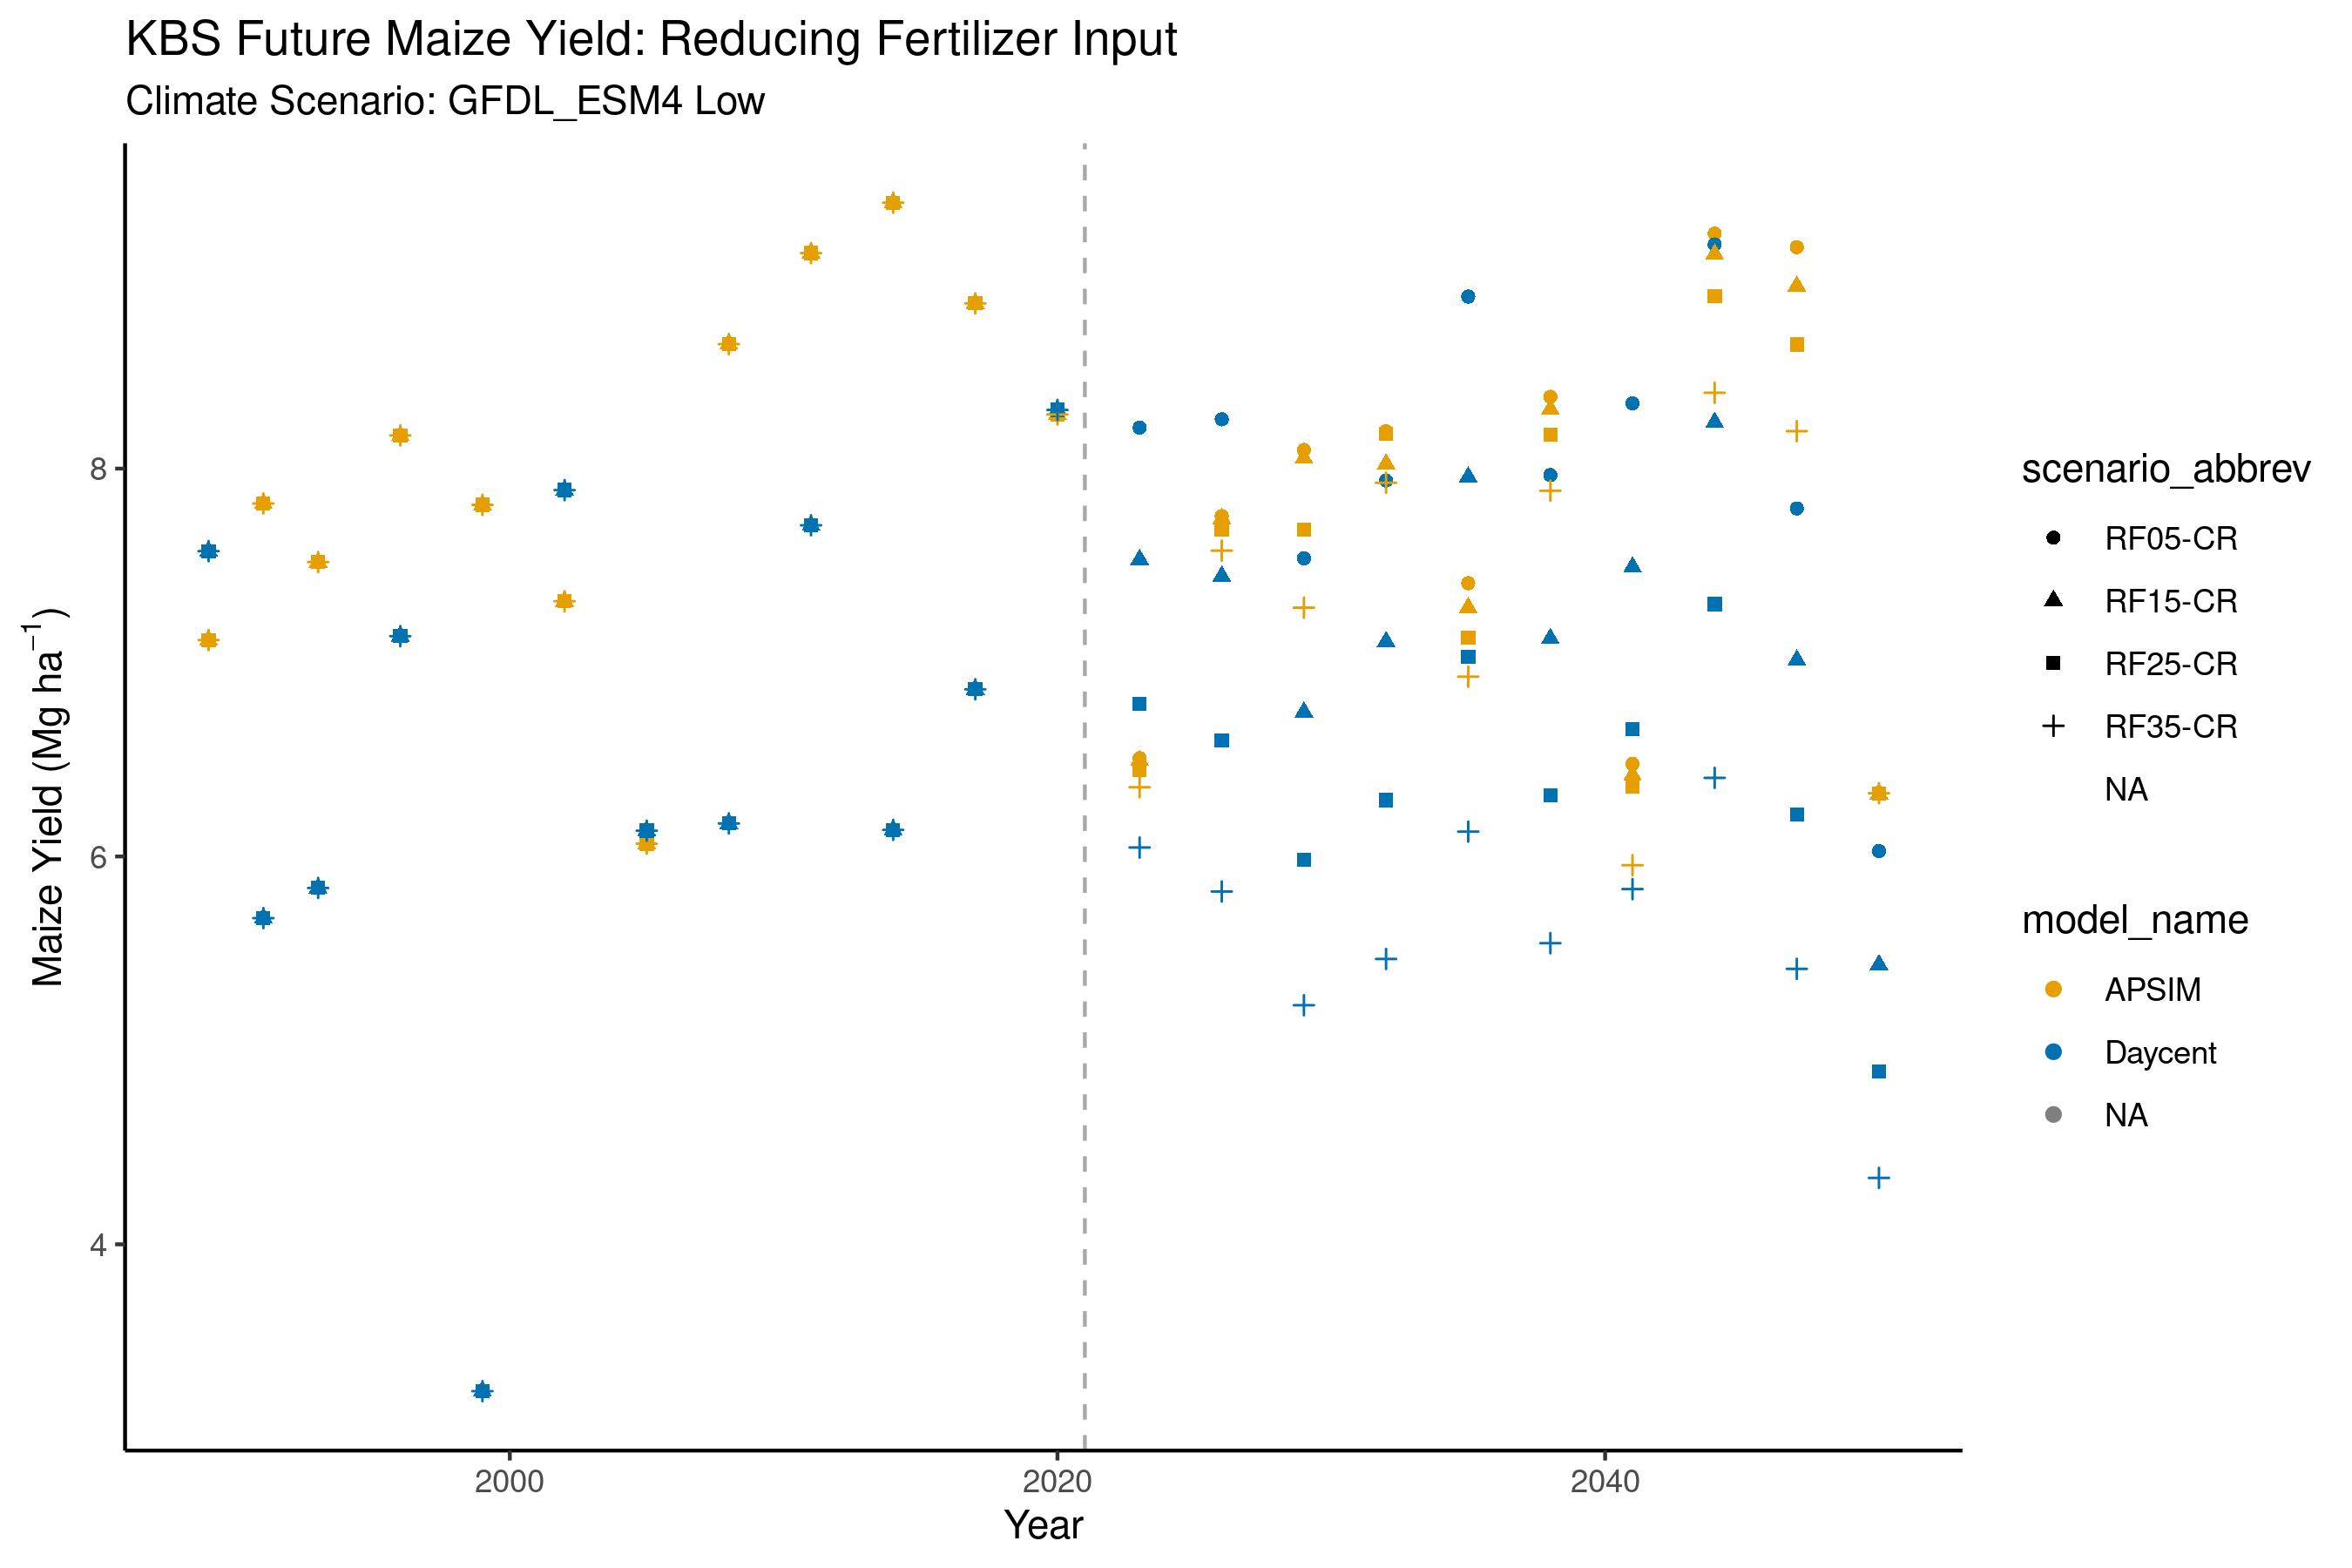 KBS Future Maize Yield: Reducing Fertilizer Input
Climate Scenario: GFDL_ESM4 Low
Maize Yield (Mg ha⁻¹)
8
6
4
2000
2020
2040
Year
scenario_abbrev
RF05-CR
RF15-CR
RF25-CR
RF35-CR
NA
model_name
APSIM
Daycent
NA